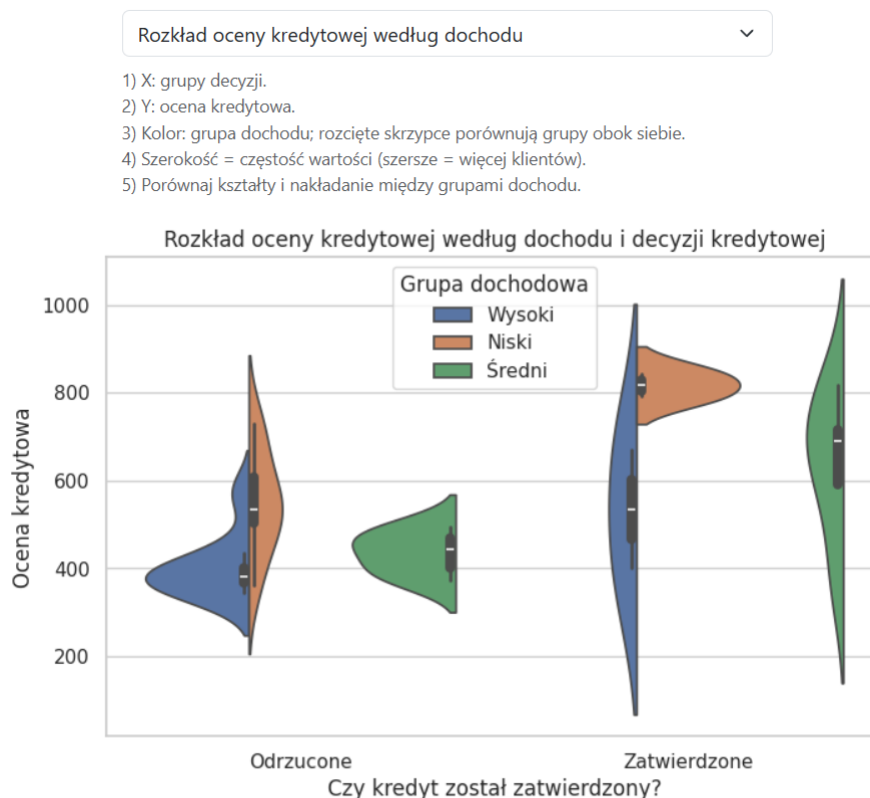 Rozkład oceny kredytowej według dochodu
1) X: grupy decyzji.
2) Y: ocena kredytowa.
3) Kolor: grupa dochodu; rozcięte skrzypce porównują grupy obok siebie.
4) Szerokość = częstość wartości (szersze = więcej klientów).
5) Porównaj kształty i nakładanie między grupami dochodu.
Rozkład oceny kredytowej według dochodu i decyzji kredytowej
Grupa dochodowa
Wysoki
Niski
Średni
1000
800
600
400
200
Ocena kredytowa
Odrzucone
Zatwierdzone
Czy kredyt został zatwierdzony?